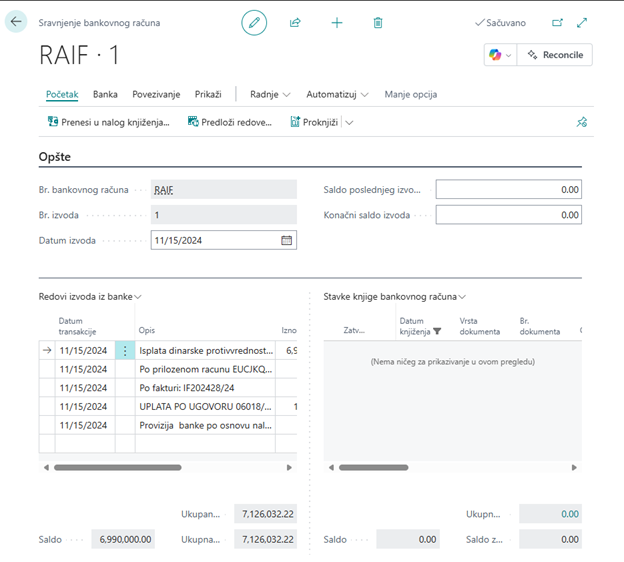 Sravnjenje bankovnog računa
Sačuvano
RAIF · 1
Reconcile
Početak Banka Povezivanje Prikaži Radnje Automatizuj Manje opcija
Prenesi u nalog knjiženja... Predloži redove... Proknjiži
Opšte
Br. bankovnog računa RAIF
Saldo poslednjeg izvo... 0.00
Br. izvoda 1
Konačni saldo izvoda 0.00
Datum izvoda 11/15/2024
Redovi izvoda iz banke
Datum transakcije Opis Izno
11/15/2024 Isplata dinarske protivvrednost... 6,9
11/15/2024 Po prilozenom racunu EUCJKQ...
11/15/2024 Po fakturi: IF202428/24
11/15/2024 UPLATA PO UGOVORU 06018/... 1
11/15/2024 Provizija banke po osnovu nal...
Ukupan... 7,126,032.22
Saldo 6,990,000.00 Ukupna... 7,126,032.22
Stavke knjige bankovnog računa
Zatv... Datum knjiženja Vrsta dokumenta Br. dokumenta
(Nema ničeg za prikazivanje u ovom pregledu)
Ukupn... 0.00
Saldo 0.00 Saldo z... 0.00